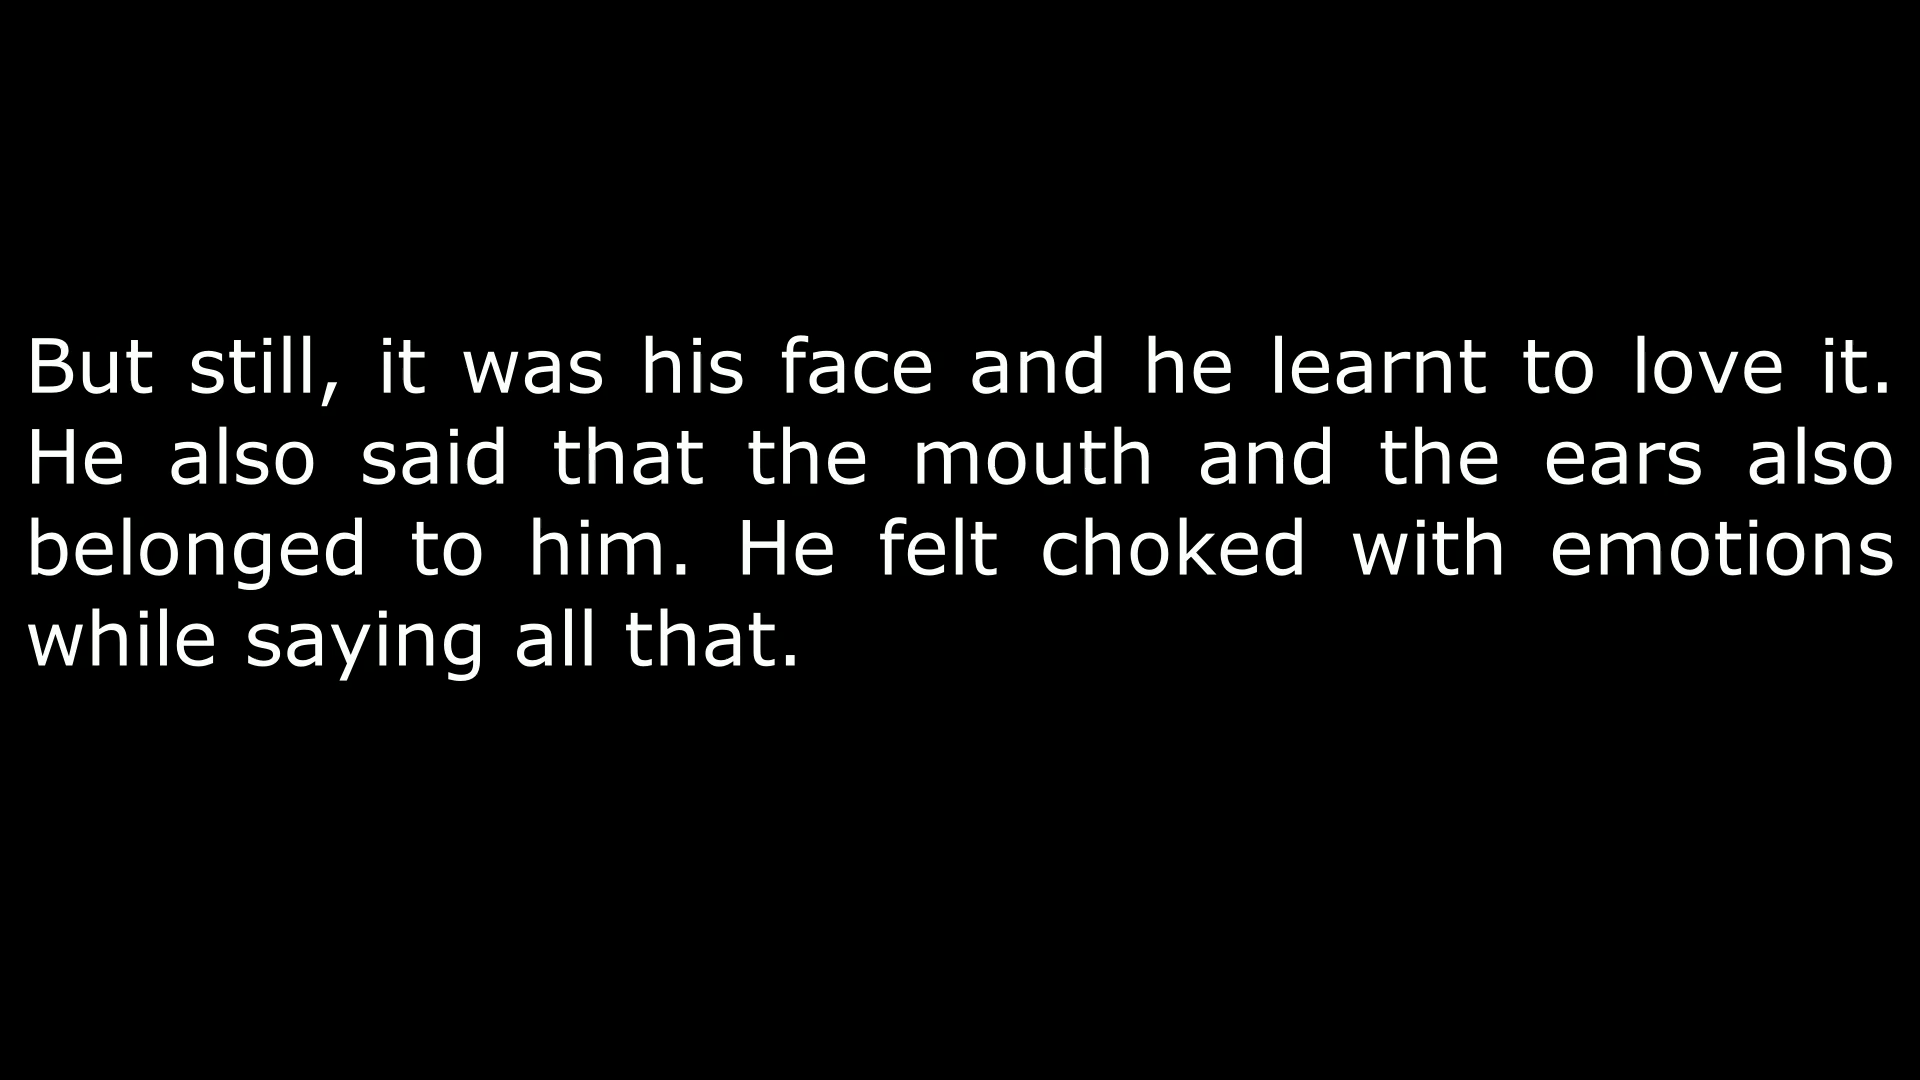 But still, it was his face and he learnt to love it.
He also said that the mouth and the ears also
belonged to him. He felt choked with emotions
while saying all that.